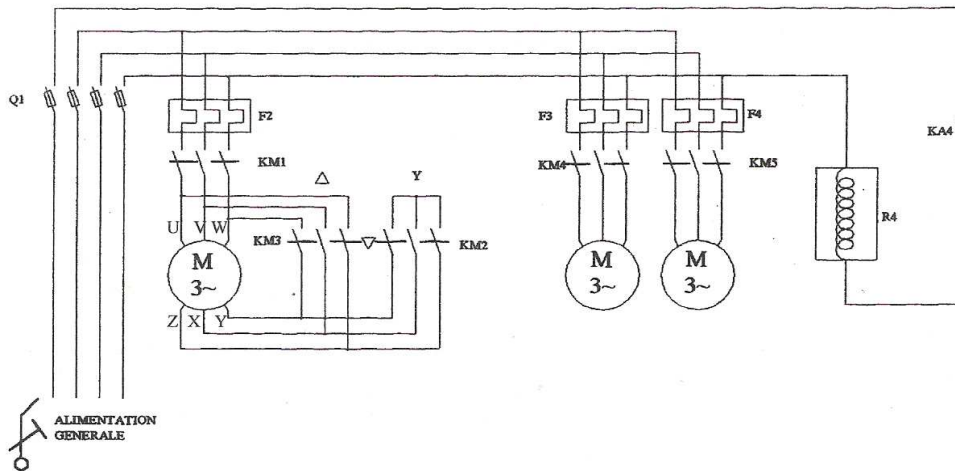 Q1
F2
F3
F4
KA4
KM1
KM4
KM5
R4
Y
U V W
KM3
KM2
M
3~
M
3~
M
3~
Z X Y
ALIMENTATION
GENERALE